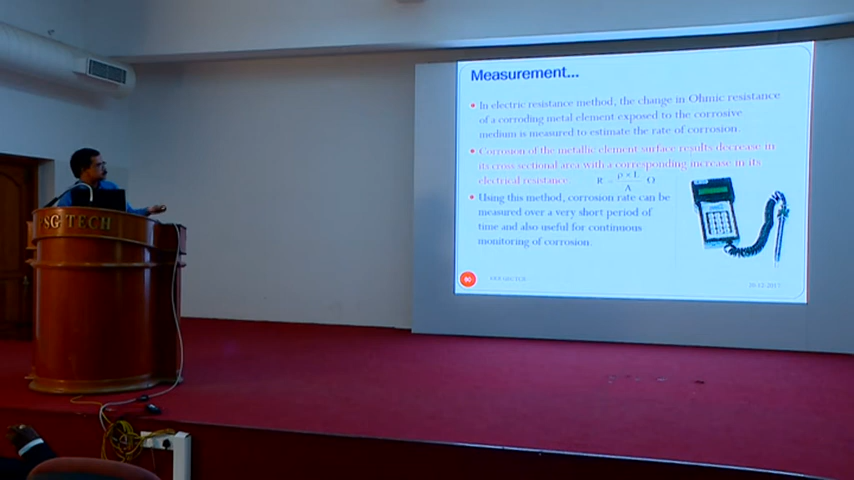 Measurement...
In electric resistance method, the change in Ohmic resistance
of a corroding metal element exposed to the corrosive
medium is measured to estimate the rate of corrosion.
Corrosion of the metallic element surface results decrease in
its cross sectional area with a corresponding increase in its
electrical resistance
R = ρ × L / A Ω
Using this method, corrosion rate can be
measured over a very short period of
time and also useful for continuous
monitoring of corrosion.
60
SG TECH